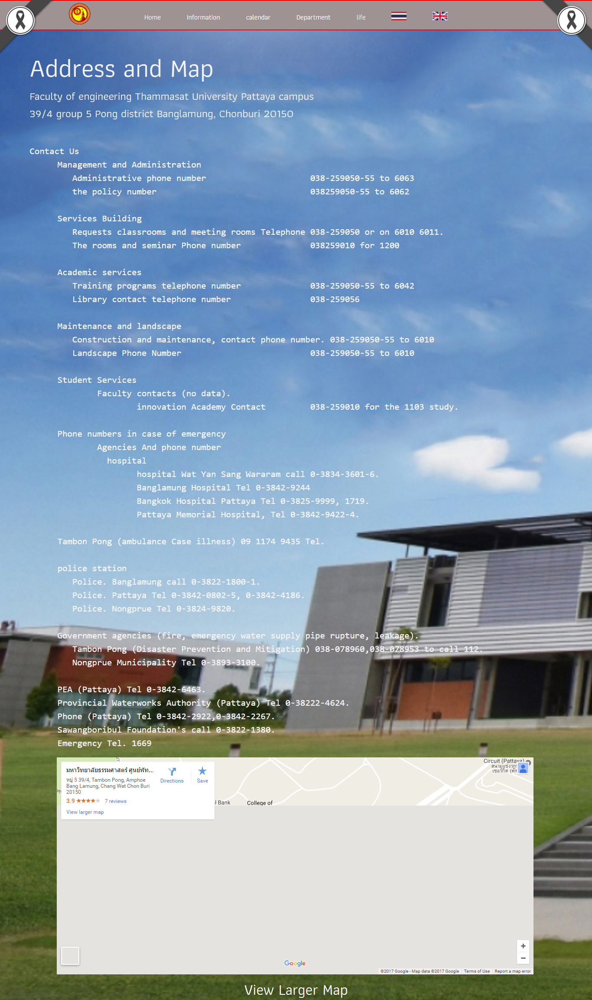 Home Information calendar Department life
Address and Map
Faculty of engineering Thammasat University Pattaya campus
39/4 group 5 Pong district Banglamung, Chonburi 20150
Contact Us
Management and Administration
Administrative phone number 038-259050-55 to 6063
the policy number 038259050-55 to 6062
Services Building
Requests classrooms and meeting rooms Telephone 038-259050 or on 6010 6011.
The rooms and seminar Phone number 038259010 for 1200
Academic services
Training programs telephone number 038-259050-55 to 6042
Library contact telephone number 038-259056
Maintenance and landscape
Construction and maintenance, contact phone number. 038-259050-55 to 6010
Landscape Phone Number 038-259050-55 to 6010
Student Services
Faculty contacts (no data).
innovation Academy Contact 038-259010 for the 1103 study.
Phone numbers in case of emergency
Agencies And phone number
hospital
hospital Wat Yan Sang Wararam call 0-3834-3601-6.
Banglamung Hospital Tel 0-3842-9244
Bangkok Hospital Pattaya Tel 0-3825-9999, 1719.
Pattaya Memorial Hospital, Tel 0-3842-9422-4.
Tambon Pong (ambulance Case illness) 09 1174 9435 Tel.
police station
Police. Banglamung call 0-3822-1800-1.
Police. Pattaya Tel 0-3842-0802-5, 0-3842-4186.
Police. Nongprue Tel 0-3824-9820.
Government agencies (fire, emergency water supply pipe rupture, leakage).
Tambon Pong (Disaster Prevention and Mitigation) 038-078960,038-078953 to call 112.
Nongprue Municipality Tel 0-3893-3100.
PEA (Pattaya) Tel 0-3842-6463.
Provincial Waterworks Authority (Pattaya) Tel 0-38222-4624.
Phone (Pattaya) Tel 0-3842-2922,0-3842-2267.
Sawangboribul Foundation's call 0-3822-1380.
Emergency Tel. 1669
Circuit (Pattaya)
มหาวิทยาลัยธรรมศาสตร์ ศูนย์พัท...
หมู่ 5 39/4, Tambon Pong, Amphoe
Bang Lamung, Chang Wat Chon Buri
20150
3.9 7 reviews
View larger map
Directions Save
Bank College of
Google
©2017 Google - Map data ©2017 Google Terms of Use Report a map error
View Larger Map